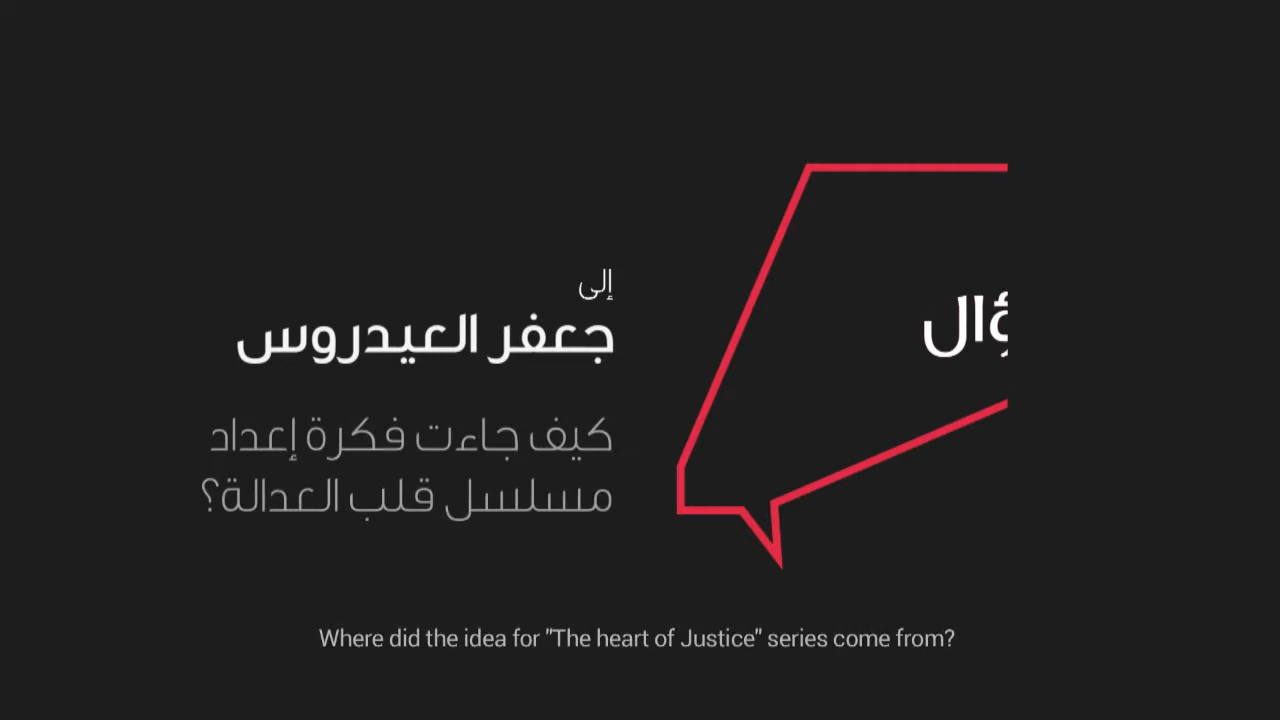 إلى
جعفر العيدروس
كيف جاءت فكرة إعداد
مسلسل قلب العدالة؟
Where did the idea for "The heart of Justice" series come from?